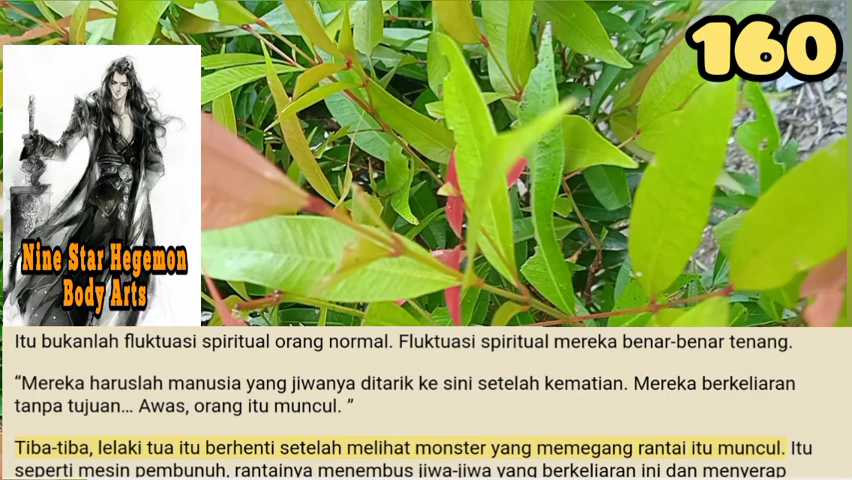 160
Nine Star Hegemon
Body Arts
Itu bukanlah fluktuasi spiritual orang normal. Fluktuasi spiritual mereka benar-benar tenang.
“Mereka haruslah manusia yang jiwanya ditarik ke sini setelah kematian. Mereka berkeliaran
tanpa tujuan… Awas, orang itu muncul. ”
Tiba-tiba, lelaki tua itu berhenti setelah melihat monster yang memegang rantai itu muncul. Itu
seperti mesin pembunuh, rantainya menembus jiwa-jiwa yang berkeliaran ini dan menyerap